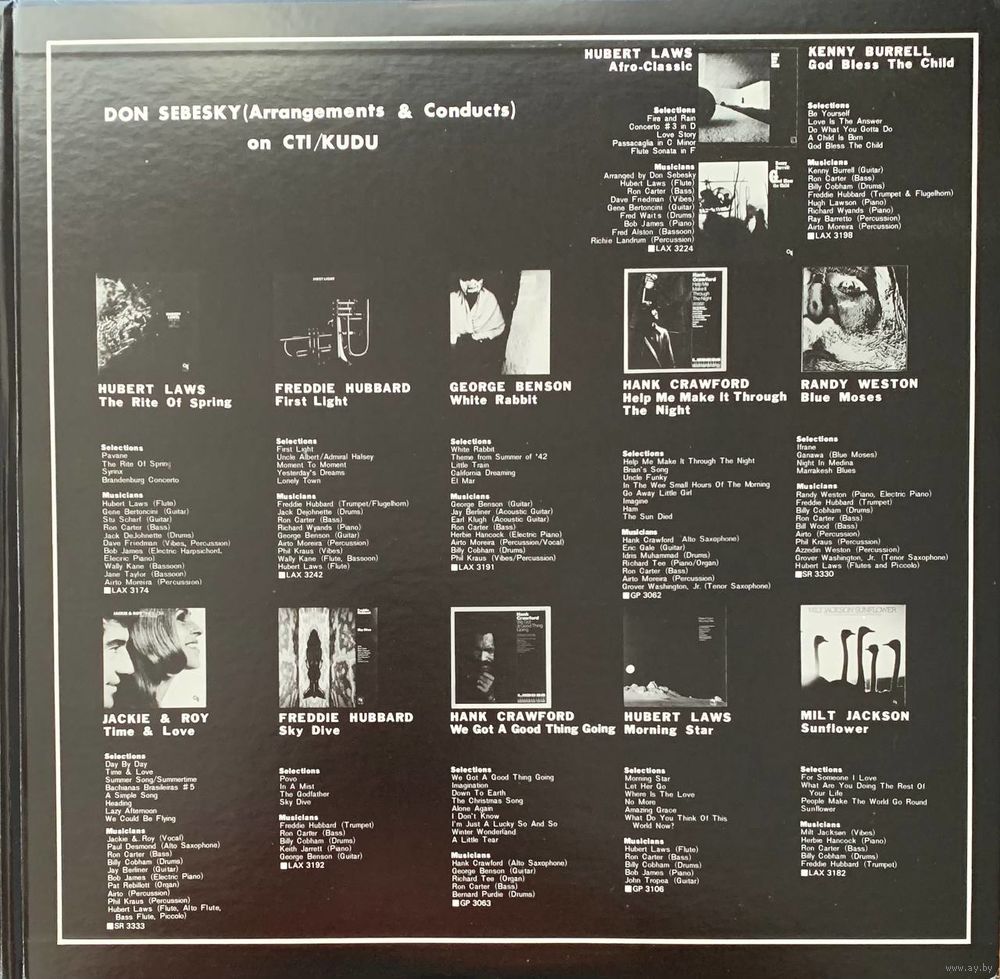 DON SEBESKY(Arrangements & Conducts)
on CTI/KUDU
HUBERT LAWS
Afro-Classic
Selections
Fire and Rain
Concerto #3 in D
Love Story
Passacaglia in C Minor
Flute Sonata in F
Musicians
Arranged by Don Sebesky
Hubert Laws (Flute)
Ron Carter (Bass)
Dave Friedman (Vibes)
Gene Bertoncini (Guitar)
Fred Waits (Drums)
Bob James (Piano)
Fred Alston (Bassoon)
Richie Landrum (Percussion)
■LAX 3224
KENNY BURRELL
God Bless The Child
Selections
Be Yourself
Love Is The Answer
Do What You Gotta Do
A Child Is Born
God Bless The Child
Musicians
Kenny Burrell (Guitar)
Ron Carter (Bass)
Billy Cobham (Drums)
Freddie Hubbard (Trumpet & Flugelhorn)
Hugh Lawson (Piano)
Richard Wyands (Piano)
Ray Barretto (Percussion)
Airto Moreira (Percussion)
■LAX 3198
HUBERT LAWS
The Rite Of Spring
Selections
Pavane
The Rite Of Spring
Syrinx
Brandenburg Concerto
Musicians
Hubert Laws (Flute)
Gene Bertoncini (Guitar)
Stu Scharf (Guitar)
Ron Carter (Bass)
Jack DeJohnette (Drums)
Dave Friedman (Vibes, Percussion)
Bob James (Electric Harpsichord,
Electric Piano)
Wally Kane (Bassoon)
Jane Taylor (Bassoon)
Airto Moreira (Percussion)
■LAX 3174
FIRST LIGHT
FREDDIE HUBBARD
First Light
Selections
First Light
Uncle Albert/Admiral Halsey
Moment To Moment
Yesterday's Dreams
Lonely Town
Musicians
Freddie Hubbard (Trumpet/Flugelhorn)
Jack Dejohnette (Drums)
Ron Carter (Bass)
Richard Wyands (Piano)
George Benson (Guitar)
Airto Moreira (Percussion)
Phil Kraus (Vibes)
Wally Kane (Flute, Bassoon)
Hubert Laws (Flute)
■LAX 3242
GEORGE BENSON
White Rabbit
Selections
White Rabbit
Theme from Summer of '42
Little Train
California Dreaming
El Mar
Musicians
George Benson (Guitar)
Jay Berliner (Acoustic Guitar)
Earl Klugh (Acoustic Guitar)
Ron Carter (Bass)
Herbie Hancock (Electric Piano)
Airto Moreira (Percussion/Vocal)
Billy Cobham (Drums)
Phil Kraus (Vibes/Percussion)
■LAX 3191
Hank
Crawford
Help Me
Make It
Through
The Night
HANK CRAWFORD
Help Me Make It Through
The Night
Selections
Help Me Make It Through The Night
Brian's Song
Uncle Funky
In The Wee Small Hours Of The Morning
Go Away Little Girl
Imagine
Ham
The Sun Died
Musicians
Hank Crawford Alto Saxophone)
Eric Gale (Guitar)
Idris Muhammad (Drums)
Richard Tee (Piano/Organ)
Ron Carter (Bass)
Airto Moreira (Percussion)
Grover Washington, Jr. (Tenor Saxophone)
■GP 3062
RANDY WESTON
Blue Moses
Selections
Ifrane
Ganawa (Blue Moses)
Night In Medina
Marrakesh Blues
Musicians
Randy Weston (Piano, Electric Piano)
Freddie Hubbard (Trumpet)
Billy Cobham (Drums)
Ron Carter (Bass)
Bill Wood (Bass)
Airto (Percussion)
Phil Kraus (Percussion)
Azzedin Weston (Percussion)
Grover Washington, Jr. (Tenor Saxophone)
Hubert Laws (Flutes and Piccolo)
■SR 3330
JACKIE & ROY
Time & Love
Selections
Day By Day
Time & Love
Summer Song/Summertime
Bachianas Brasileiras #5
A Simple Song
Heading
Lazy Afternoon
We Could Be Flying
Musicians
Jackie & Roy (Vocal)
Paul Desmond (Alto Saxophone)
Ron Carter (Bass)
Billy Cobham (Drums)
Jay Berliner (Guitar)
Bob James (Electric Piano)
Pat Rebillott (Organ)
Airto (Percussion)
Phil Kraus (Percussion)
Hubert Laws (Flute, Alto Flute,
Bass Flute, Piccolo)
■SR 3333
FREDDIE HUBBARD
Sky Dive
Selections
Povo
In A Mist
The Godfather
Sky Dive
Musicians
Freddie Hubbard (Trumpet)
Ron Carter (Bass)
Billy Cobham (Drums)
Keith Jarrett (Piano)
George Benson (Guitar)
■LAX 3192
Hank
Crawford
We Got A
Good Thing
Going
HANK CRAWFORD
We Got A Good Thing Going
Selections
We Got A Good Thing Going
Imagination
Down To Earth
The Christmas Song
Alone Again
I Don't Know
I'm Just A Lucky So And So
Winter Wonderland
A Little Tear
Musicians
Hank Crawford (Alto Saxophone)
George Benson (Guitar)
Richard Tee (Organ)
Ron Carter (Bass)
Bernard Purdie (Drums)
■GP 3063
HUBERT LAWS
Morning Star
Selections
Morning Star
Let Her Go
Where Is The Love
No More
Amazing Grace
What Do You Think Of This
World Now?
Musicians
Hubert Laws (Flute)
Ron Carter (Bass)
Billy Cobham (Drums)
Bob James (Piano)
John Tropea (Guitar)
■GP 3106
MILT JACKSON SUNFLOWER
MILT JACKSON
Sunflower
Selections
For Someone I Love
What Are You Doing The Rest Of
Your Life
People Make The World Go Round
Sunflower
Musicians
Milt Jackson (Vibes)
Herbie Hancock (Piano)
Ron Carter (Bass)
Billy Cobham (Drums)
Freddie Hubbard (Trumpet)
■LAX 3182
www.ay.by